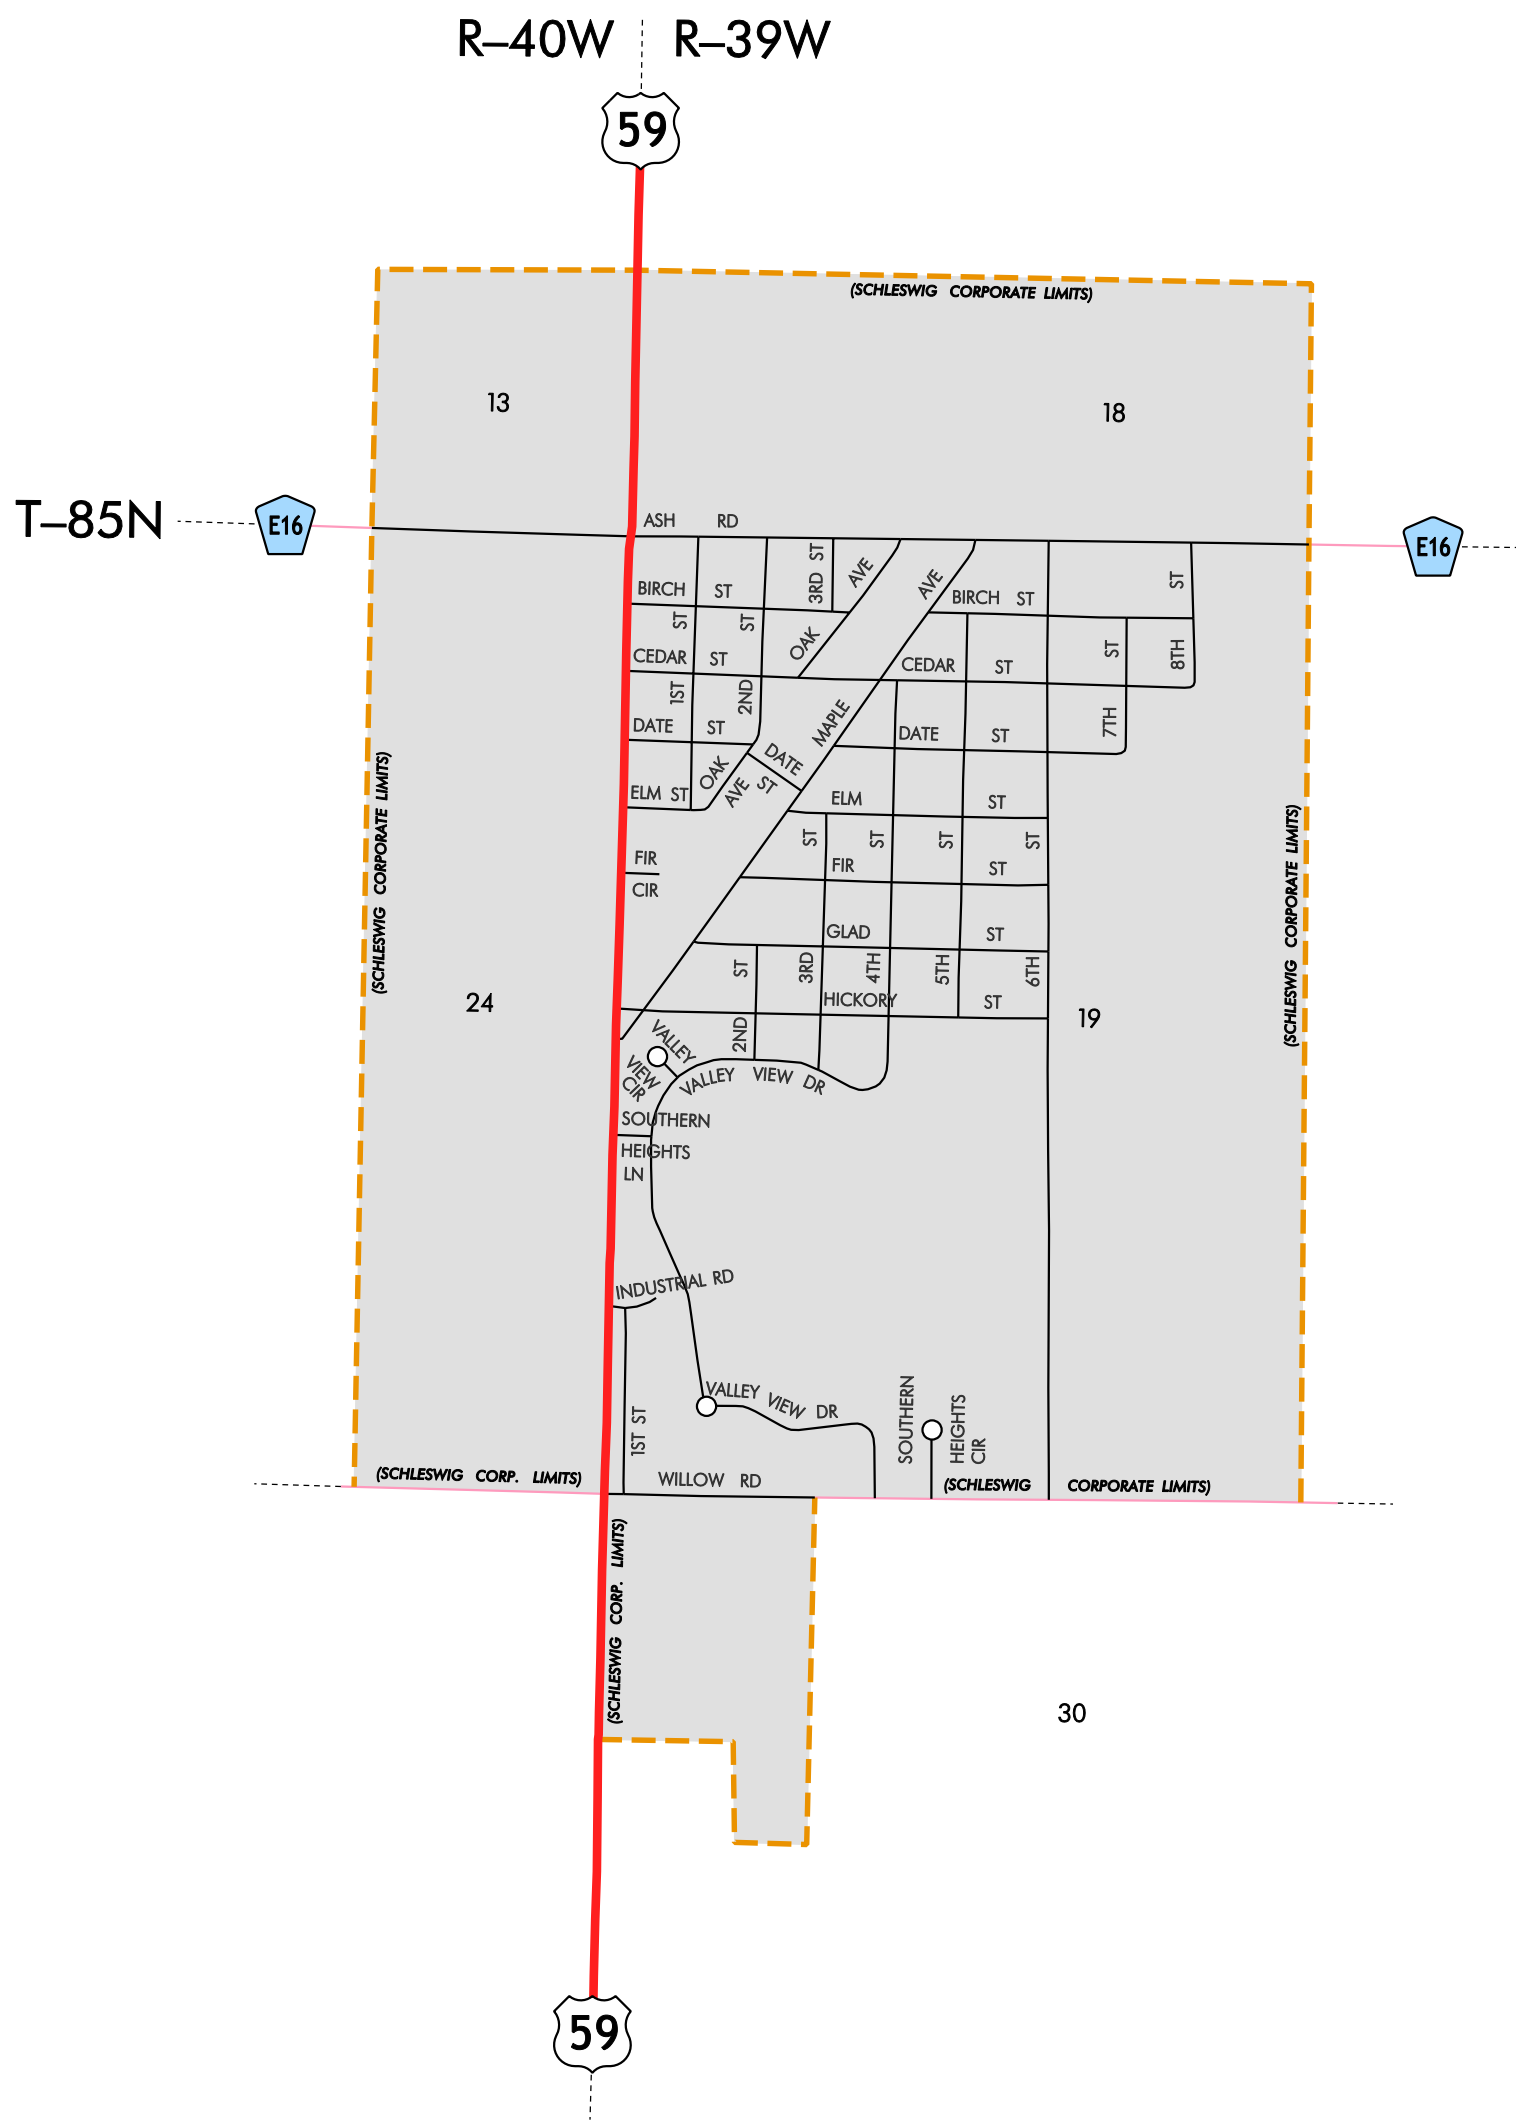 R–40W R–39W
59
(SCHLESWIG CORPORATE LIMITS)
13
18
T–85N
E16
E16
ASH RD
3RD ST
AVE
AVE
BIRCH ST
BIRCH ST
ST
ST
ST
OAK
CEDAR ST
CEDAR ST
ST
8TH
1ST
2ND
MAPLE
7TH
DATE ST
DATE ST
DATE ST
OAK AVE
ELM ST
ELM ST
ST
ST
ST
ST
FIR
CIR
FIR ST
GLAD ST
ST
3RD
4TH
5TH
6TH
HICKORY ST
2ND
(SCHLESWIG CORPORATE LIMITS)
(SCHLESWIG CORPORATE LIMITS)
24
19
VALLEY
VIEW
CIR
VALLEY VIEW DR
SOUTHERN
HEIGHTS
LN
INDUSTRIAL RD
1ST ST
VALLEY VIEW DR
SOUTHERN
HEIGHTS
CIR
(SCHLESWIG CORP. LIMITS)
WILLOW RD
(SCHLESWIG CORPORATE LIMITS)
(SCHLESWIG CORP. LIMITS)
30
59